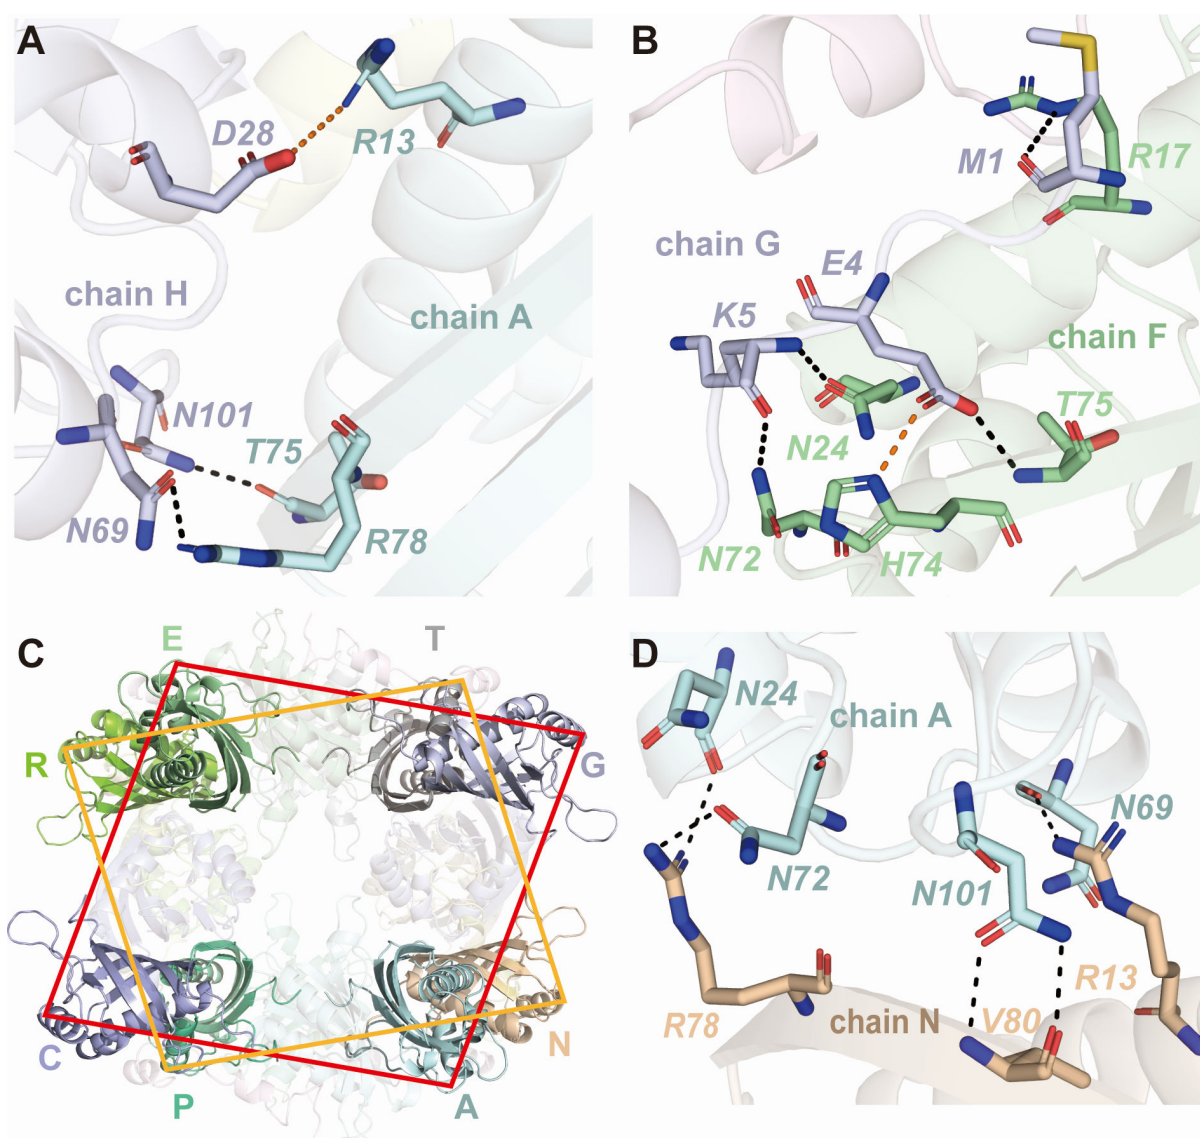 A
D28
R13
chain H
chain A
N101
T75
N69
R78
B
M1
R17
chain G
E4
K5
chain F
T75
N24
N72
H74
C
E
T
R
G
C
N
P
A
D
N24
chain A
N69
N72
N101
R13
R78
chain N
V80